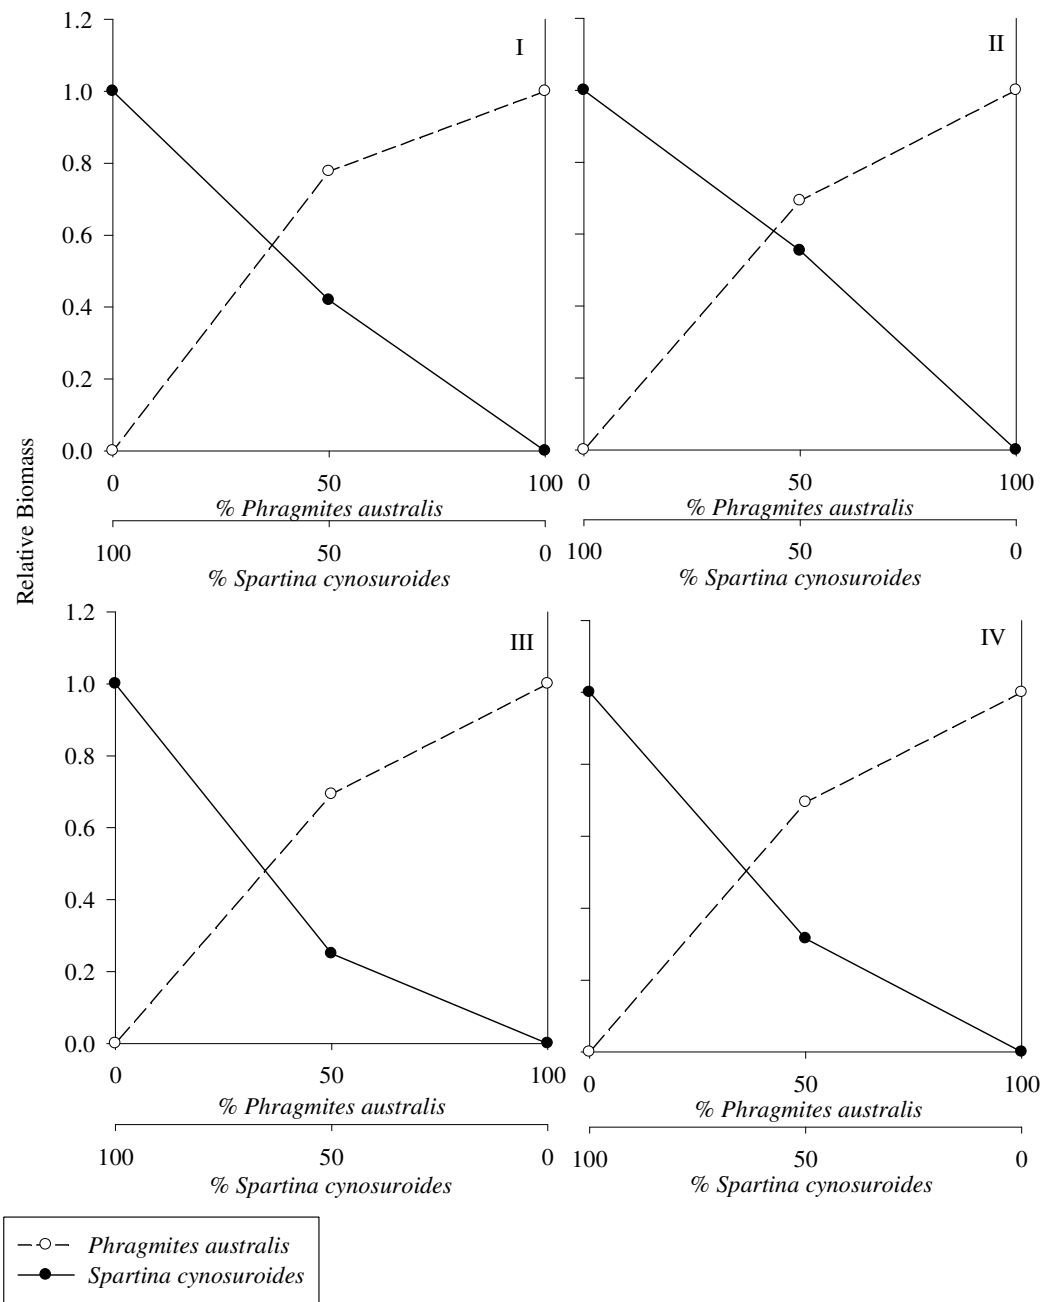 Relative Biomass
I
1.2
1.0
0.8
0.6
0.4
0.2
0.0
0 50 100
% Phragmites australis
100 50 0
% Spartina cynosuroides
II
0 50 100
% Phragmites australis
100 50 0
% Spartina cynosuroides
III
1.2
1.0
0.8
0.6
0.4
0.2
0.0
0 50 100
% Phragmites australis
100 50 0
% Spartina cynosuroides
IV
0 50 100
% Phragmites australis
100 50 0
% Spartina cynosuroides
Phragmites australis
Spartina cynosuroides